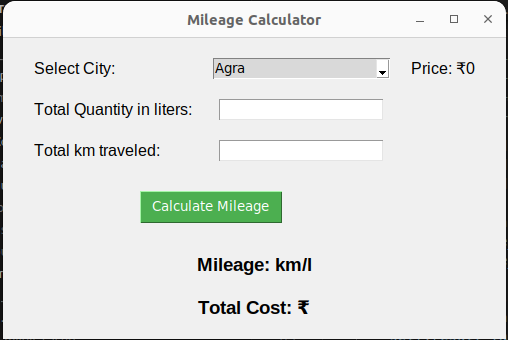 Mileage Calculator
Select City: Agra Price: ₹0
Total Quantity in liters:
Total km traveled:
Calculate Mileage
Mileage: km/l
Total Cost: ₹